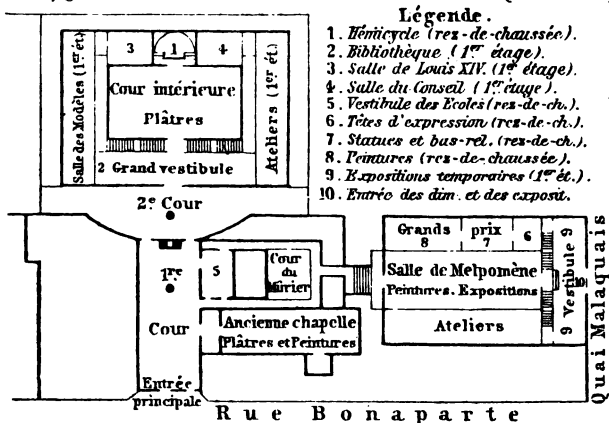 Légende.
1. Hémicycle (rez-de-chaussée).
2. Bibliothèque (1er étage).
3. Salle de Louis XIV. (1er étage).
4. Salle du Conseil (1er étage).
5. Vestibule des Ecoles (rez-de-ch.).
6. Têtes d'expression (rez-de-ch.).
7. Statues et bas-rel. (rez-de-ch.).
8. Peintures (rez-de-chaussée).
9. Expositions temporaires (1er ét.).
10. Entrée des dim. et des exposit.
3 1 4
Salle des Modèles (1er ét.)
Cour intérieure
Plâtres
Ateliers (1er ét.)
2 Grand vestibule
2e Cour
1re
Cour
5
Cour
du
Mûrier
Ancienne chapelle
Plâtres et Peintures
Entrée
principale
Grands
8
prix
7
6
Salle de Melpomène
Peintures. Expositions
Ateliers
9 Vestibule 9
10
Quai Malaquais
Rue Bonaparte